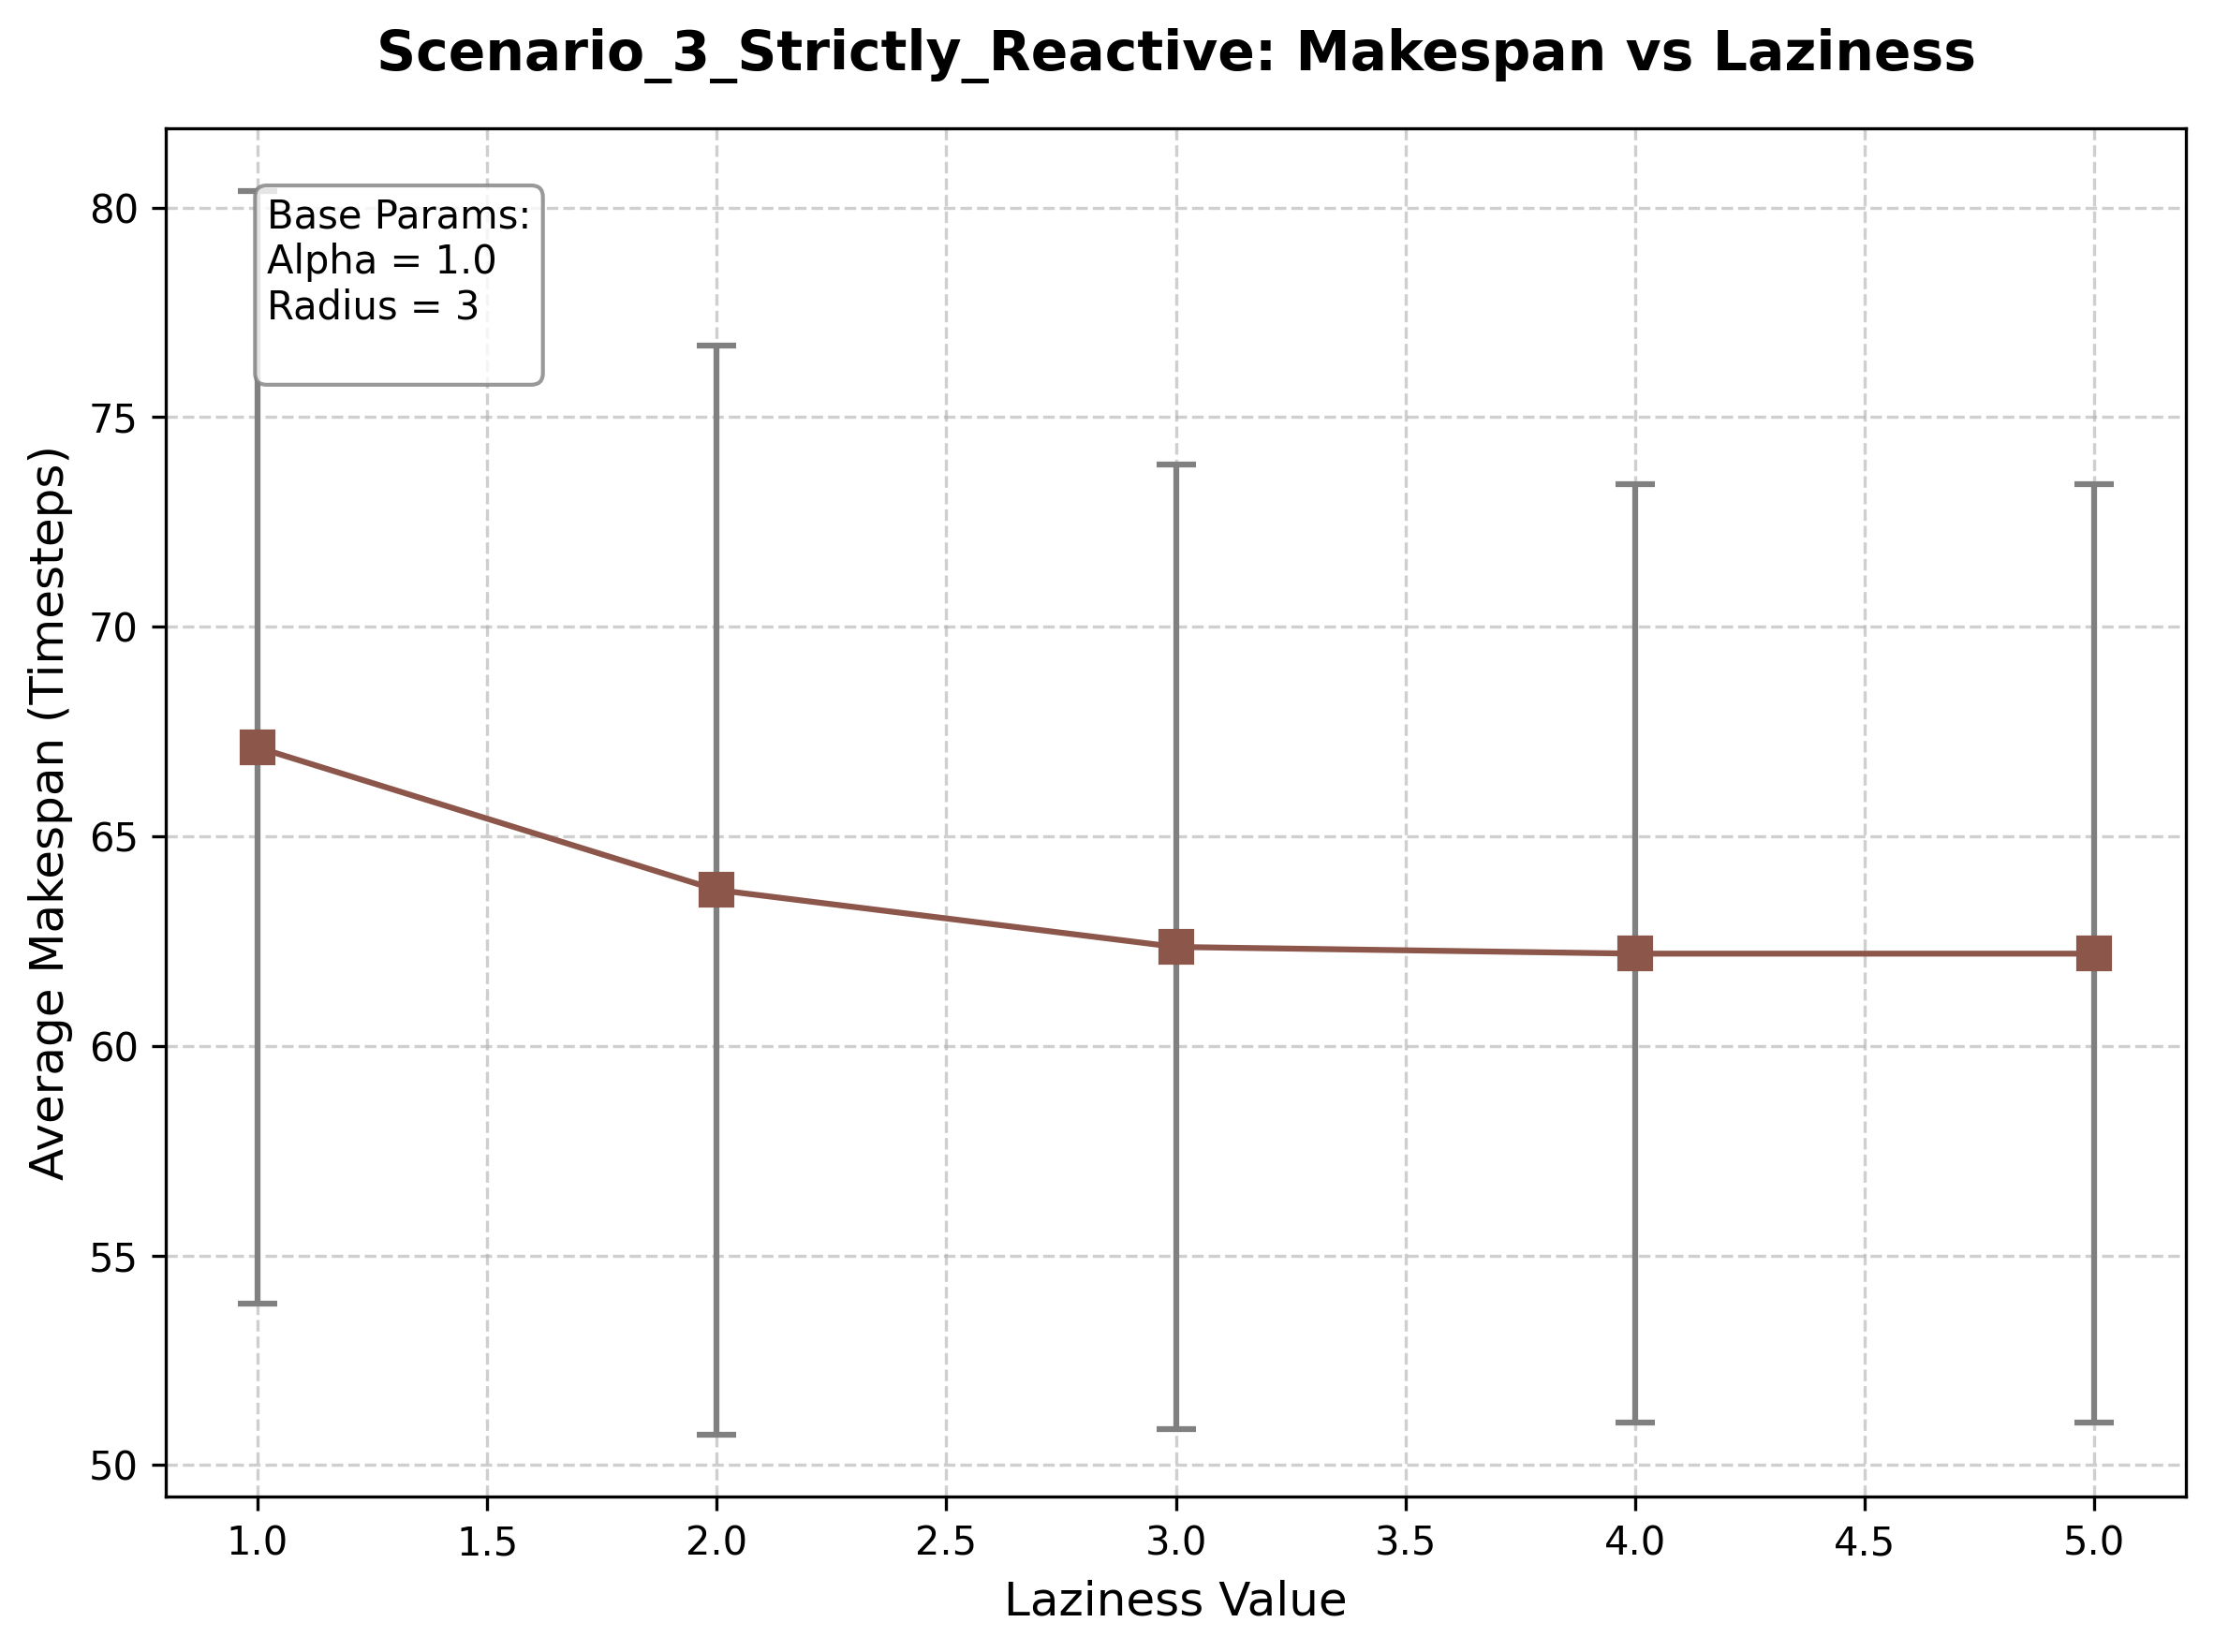 Scenario_3_Strictly_Reactive: Makespan vs Laziness
Base Params:
Alpha = 1.0
Radius = 3
Average Makespan (Timesteps)
80
75
70
65
60
55
50
1.0 1.5 2.0 2.5 3.0 3.5 4.0 4.5 5.0
Laziness Value